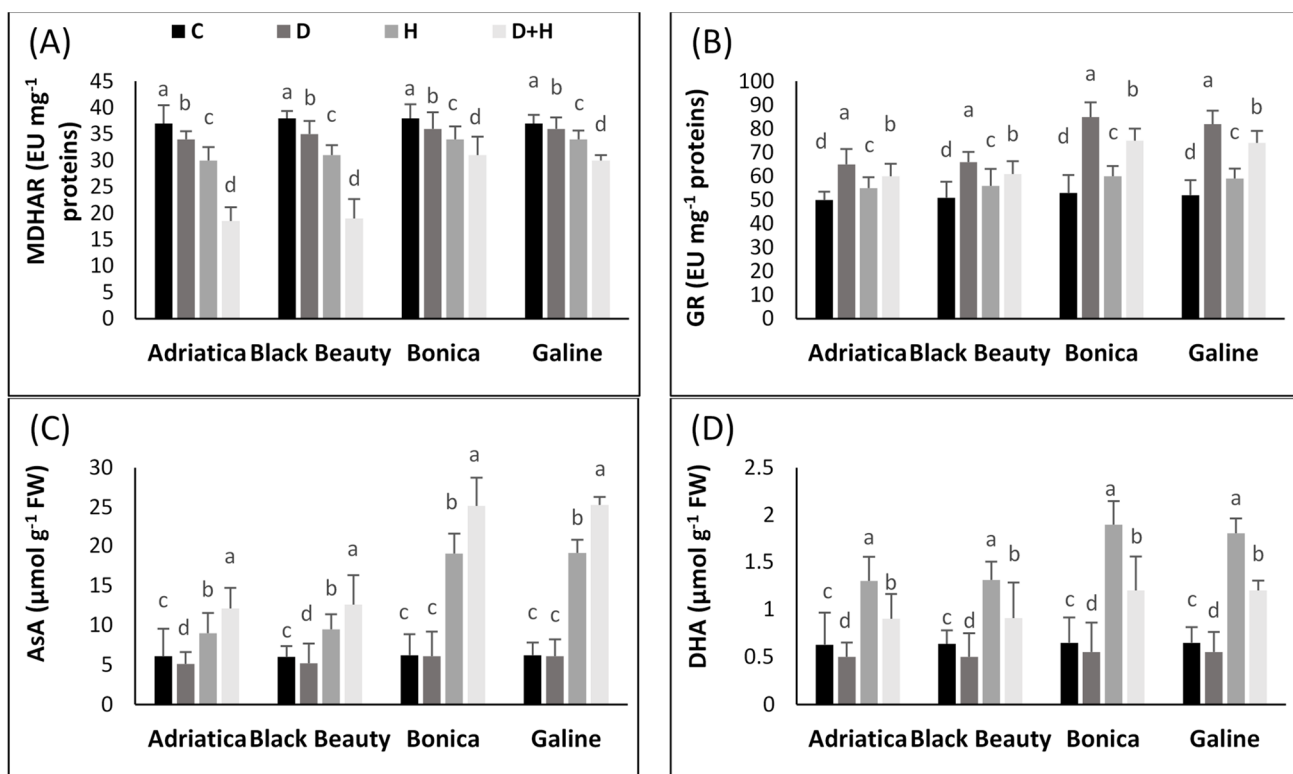 (A)
C D H D+H
MDHAR (EU mg-1
proteins)
45
40
35
30
25
20
15
10
5
0
a b c d a b c d a b c d a b c d
Adriatica Black Beauty Bonica Galine
(B)
GR (EU mg-1 proteins)
100
90
80
70
60
50
40
30
20
10
0
d a c b d a c b d a c b d a c b
Adriatica Black Beauty Bonica Galine
(C)
AsA (μmol g-1 FW)
30
25
20
15
10
5
0
c d b a c d b a c c b a c c b a
Adriatica Black Beauty Bonica Galine
(D)
DHA (μmol g-1 FW)
2.5
2
1.5
1
0.5
0
c d a b c d a b c d a b c d a b
Adriatica Black Beauty Bonica Galine